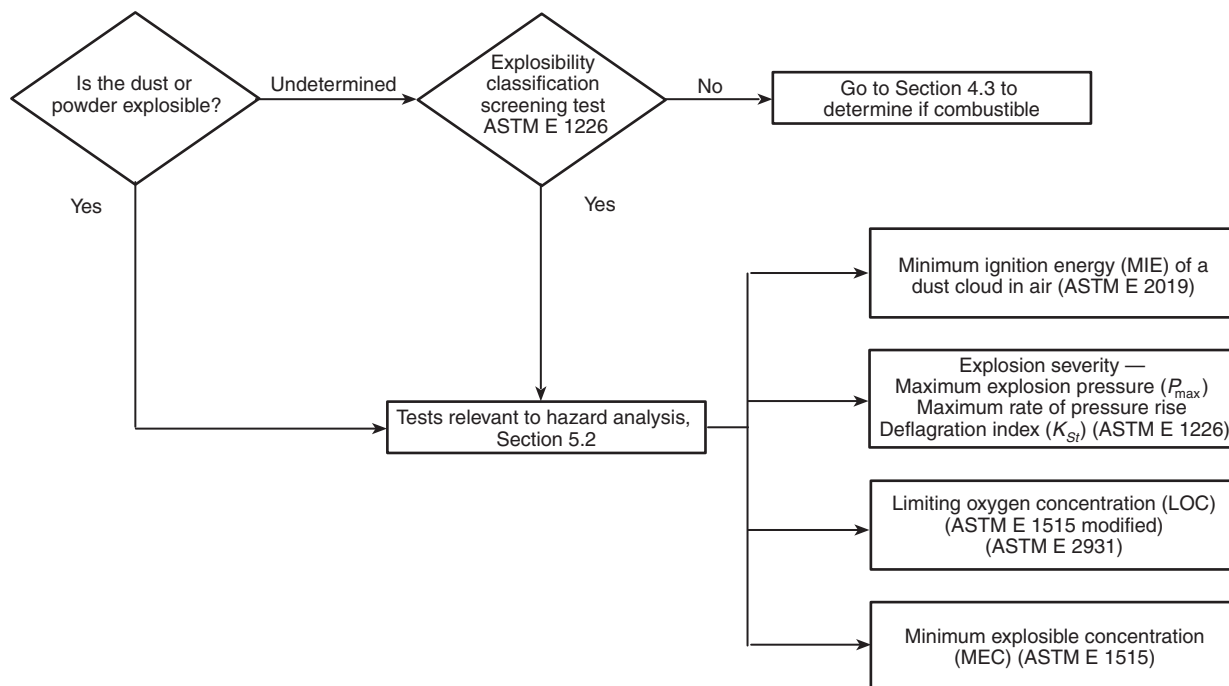 Is the dust or
powder explosible?
Undetermined
Explosibility
classification
screening test
ASTM E 1226
No
Go to Section 4.3 to
determine if combustible
Yes
Yes
Tests relevant to hazard analysis,
Section 5.2
Minimum ignition energy (MIE) of a
dust cloud in air (ASTM E 2019)
Explosion severity —
Maximum explosion pressure (Pmax)
Maximum rate of pressure rise
Deflagration index (KSt) (ASTM E 1226)
Limiting oxygen concentration (LOC)
(ASTM E 1515 modified)
(ASTM E 2931)
Minimum explosible concentration
(MEC) (ASTM E 1515)